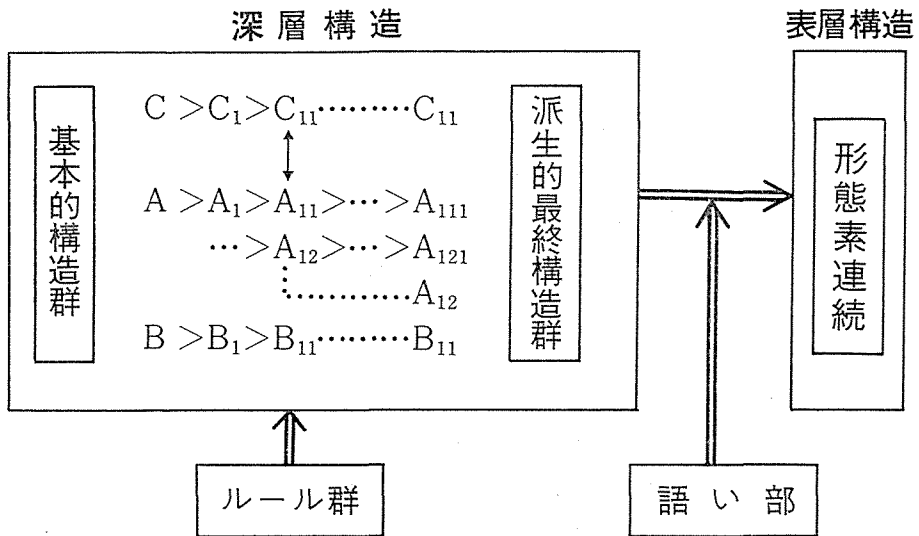 深層構造
表層構造
基本的構造群
C >C₁>C₁₁………C₁₁
A >A₁>A₁₁>…>A₁₁₁
…>A₁₂>…>A₁₂₁
A₁₂
B >B₁>B₁₁………B₁₁
派生的最終構造群
形態素連続
ルール群
語い部